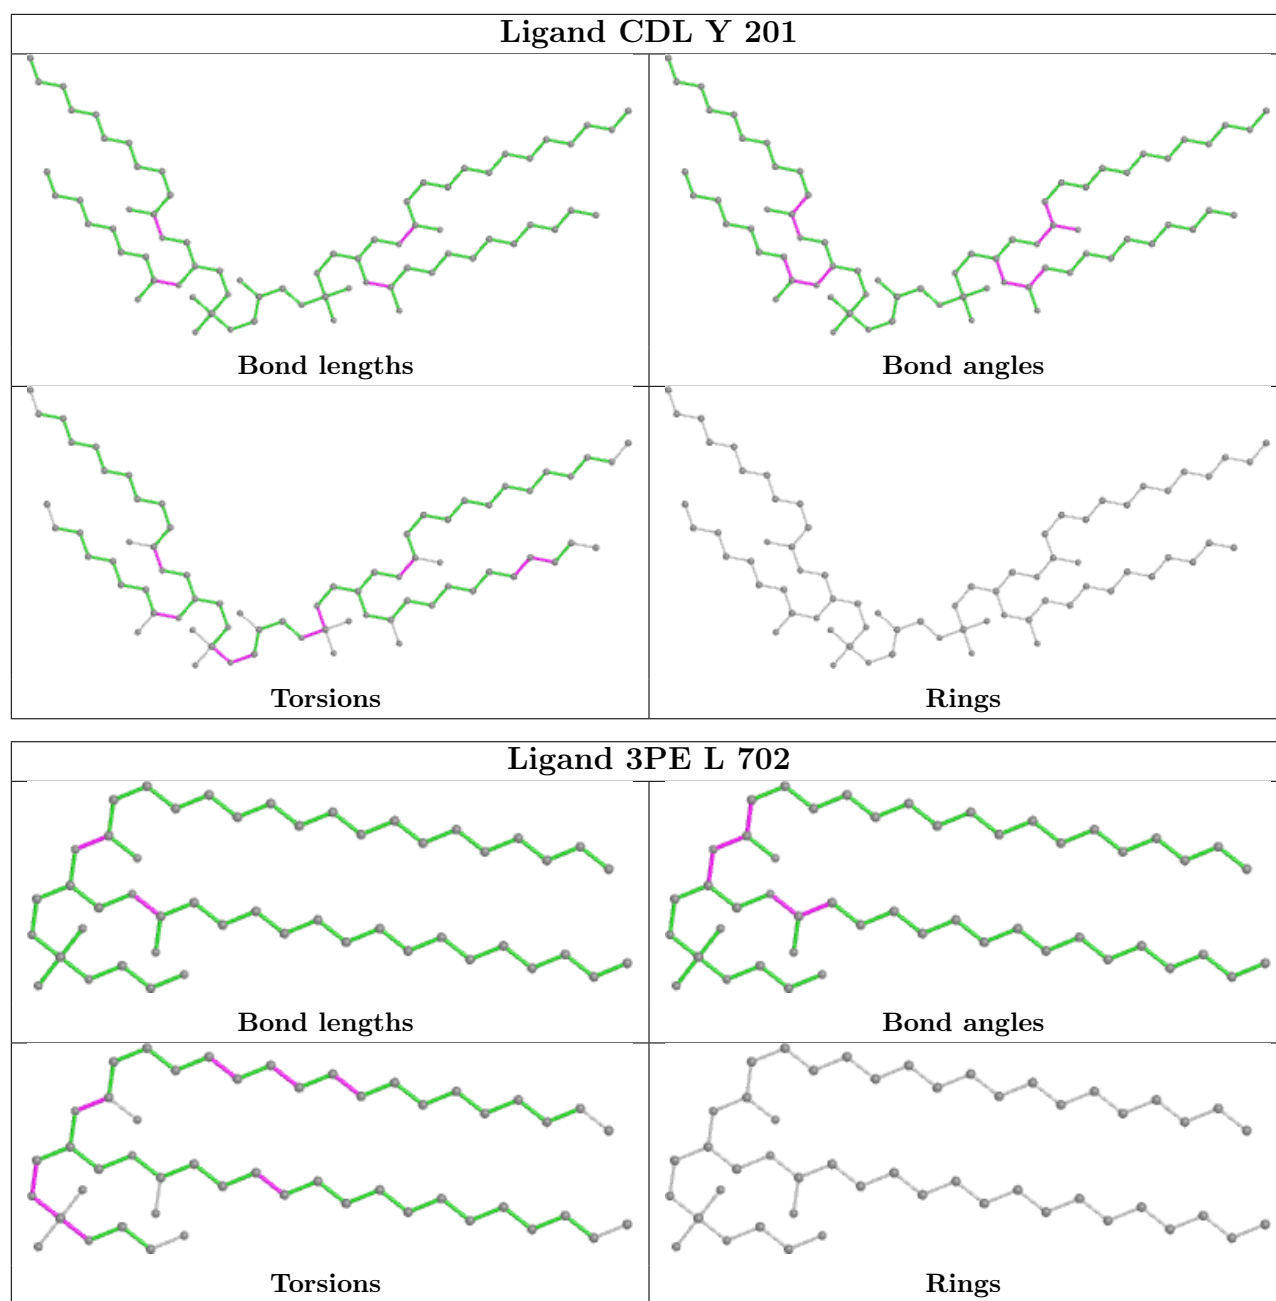 Ligand CDL Y 201
Bond lengths
Bond angles
Torsions
Rings
Ligand 3PE L 702
Bond lengths
Bond angles
Torsions
Rings